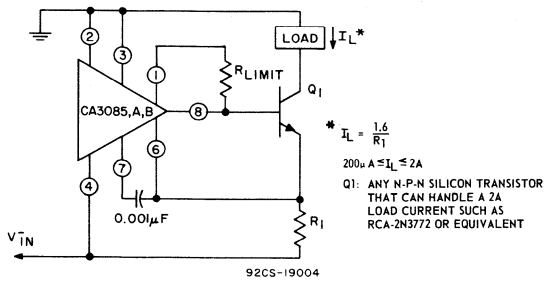 LOAD
I_L*
2
3
1
R_LIMIT
Q1
CA3085,A,B
8
* I_L = 1.6/R1
200μA ≤ I_L ≤ 2A
7
6
4
Q1: ANY N-P-N SILICON TRANSISTOR
THAT CAN HANDLE A 2A
LOAD CURRENT SUCH AS
RCA-2N3772 OR EQUIVALENT
0.001μF
R1
V⁻IN
92CS-19004